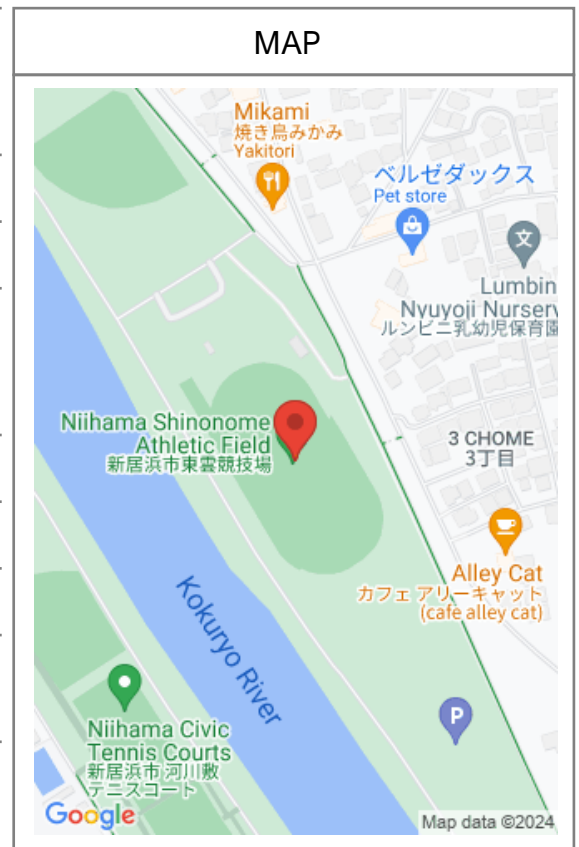 MAP
Mikami
焼き鳥みかみ
Yakitori
ベルゼダックス
Pet store
文
Lumbin
Nyuyoji Nursery
ルンビニ乳幼児保育園
Niihama Shinonome
Athletic Field
新居浜市東雲競技場
3 CHOME
3丁目
Alley Cat
カフェ アリーキャット
(cafe alley cat)
Kokuryo River
P
Niihama Civic
Tennis Courts
新居浜市 河川敷
テニスコート
Google
Map data ©2024